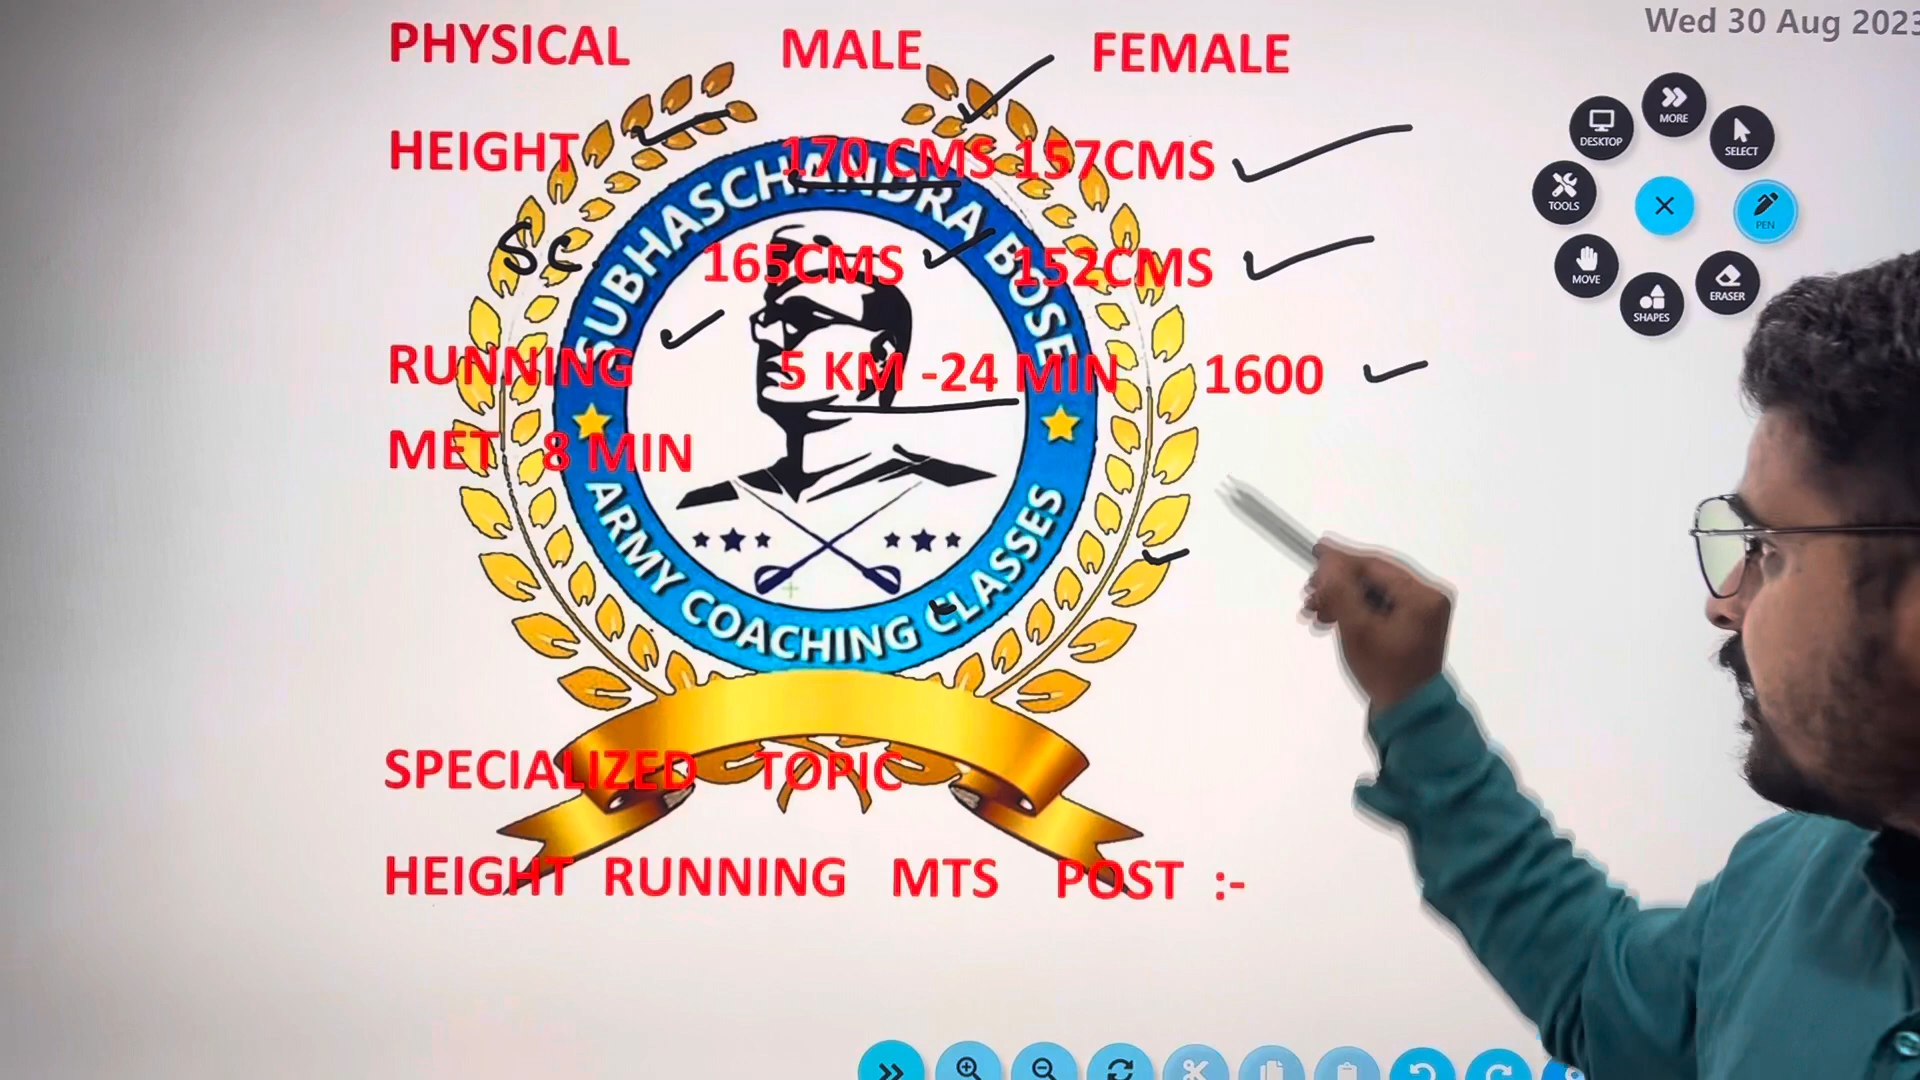 Wed 30 Aug 2023
PHYSICAL MALE FEMALE
HEIGHT 170 CMS 157CMS
SC 165CMS 152CMS
RUNNING 5 KM -24 MIN 1600
MET 8 MIN
SUBHASCHANDRA BOSE
ARMY COACHING CLASSES
SPECIALIZED TOPIC
HEIGHT RUNNING MTS POST :-
MORE
DESKTOP
SELECT
TOOLS
PEN
MOVE
ERASER
SHAPES